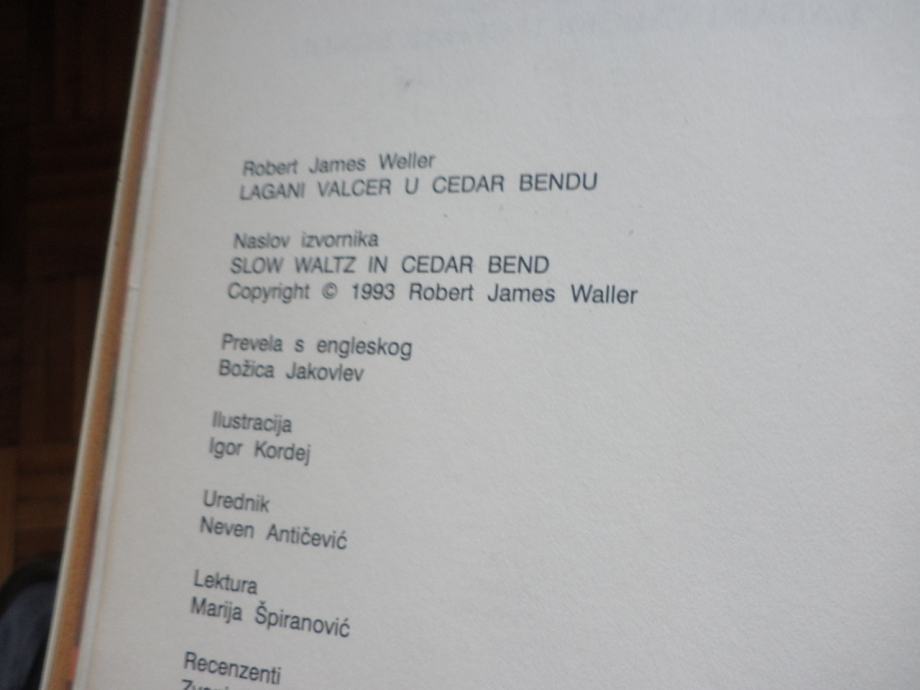 Robert James Weller
LAGANI VALCER U CEDAR BENDU
Naslov izvornika
SLOW WALTZ IN CEDAR BEND
Copyright © 1993 Robert James Waller
Prevela s engleskog
Božica Jakovlev
Ilustracija
Igor Kordej
Urednik
Neven Antičević
Lektura
Marija Špiranović
Recenzenti